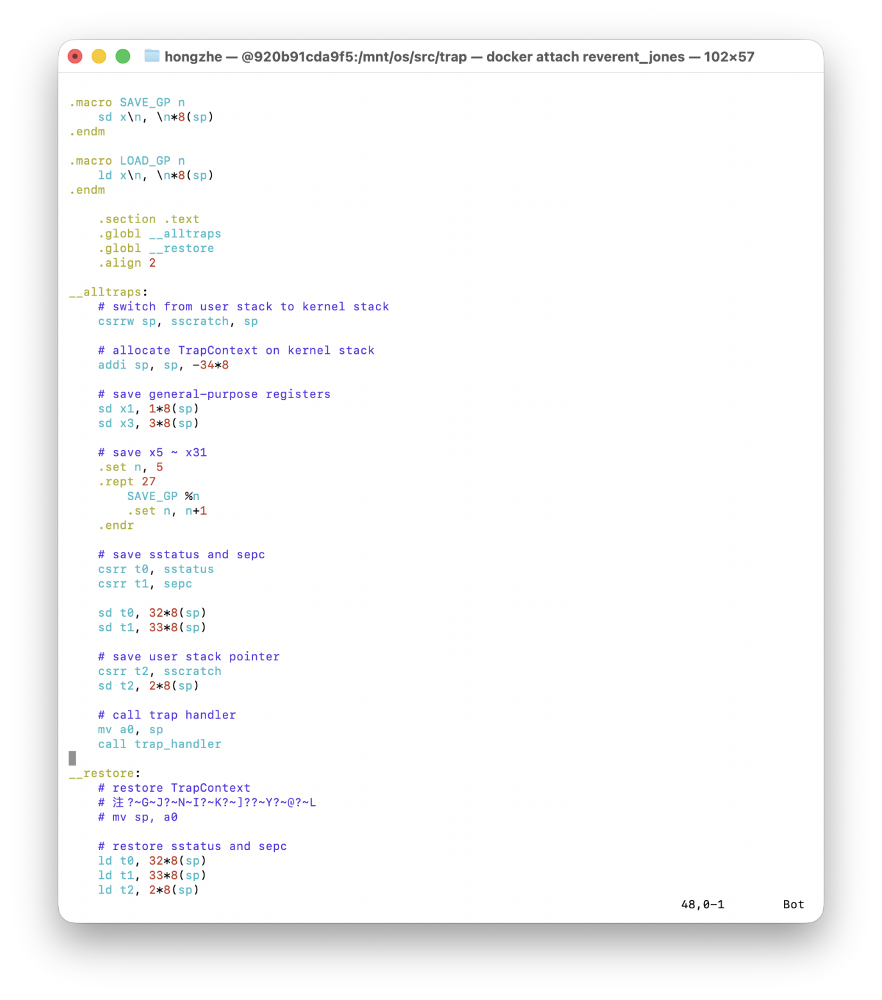 hongzhe — @920b91cda9f5:/mnt/os/src/trap — docker attach reverent_jones — 102×57
.macro SAVE_GP n
    sd x\n, \n*8(sp)
.endm
.macro LOAD_GP n
    ld x\n, \n*8(sp)
.endm
    .section .text
    .globl __alltraps
    .globl __restore
    .align 2
__alltraps:
    # switch from user stack to kernel stack
    csrrw sp, sscratch, sp
    # allocate TrapContext on kernel stack
    addi sp, sp, -34*8
    # save general-purpose registers
    sd x1, 1*8(sp)
    sd x3, 3*8(sp)
    # save x5 ~ x31
    .set n, 5
    .rept 27
        SAVE_GP %n
        .set n, n+1
    .endr
    # save sstatus and sepc
    csrr t0, sstatus
    csrr t1, sepc
    sd t0, 32*8(sp)
    sd t1, 33*8(sp)
    # save user stack pointer
    csrr t2, sscratch
    sd t2, 2*8(sp)
    # call trap handler
    mv a0, sp
    call trap_handler
__restore:
    # restore TrapContext
    # 注?~G~J?~N~I?~K?~]??~Y?~@?~L
    # mv sp, a0
    # restore sstatus and sepc
    ld t0, 32*8(sp)
    ld t1, 33*8(sp)
    ld t2, 2*8(sp)
48,0-1 Bot